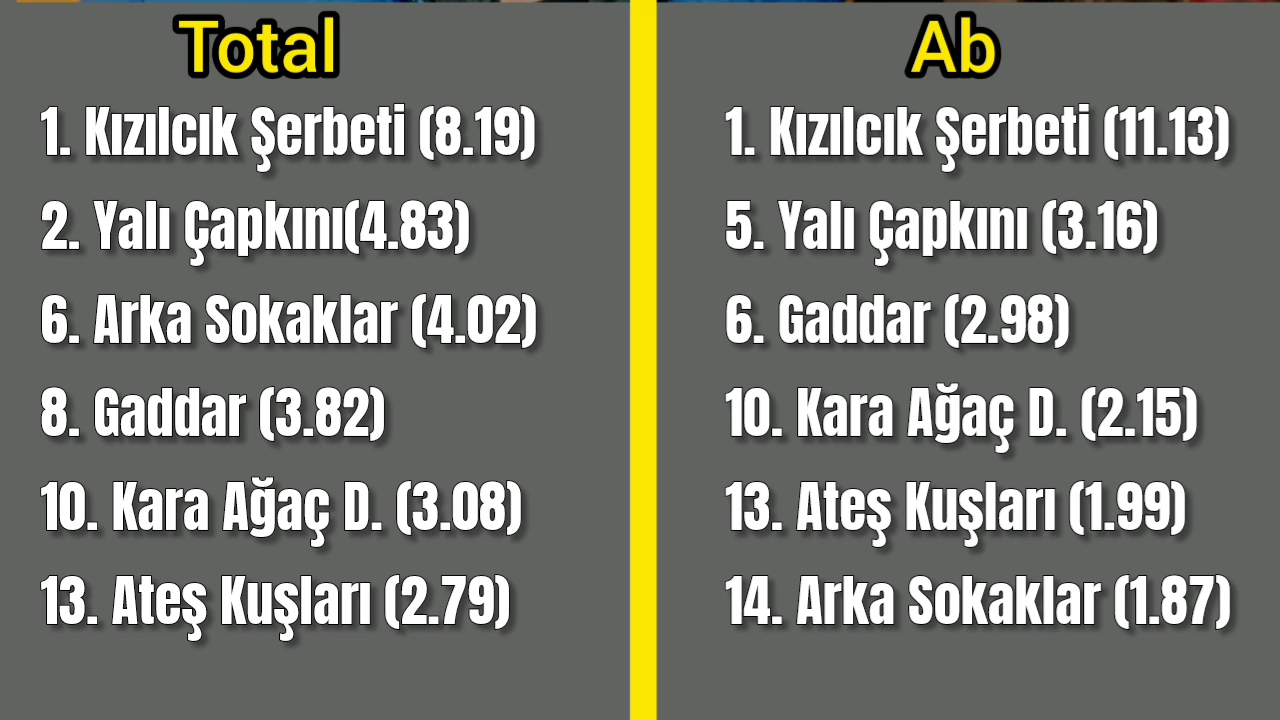 Total
1. Kızılcık Şerbeti (8.19)
2. Yalı Çapkını(4.83)
6. Arka Sokaklar (4.02)
8. Gaddar (3.82)
10. Kara Ağaç D. (3.08)
13. Ateş Kuşları (2.79)
Ab
1. Kızılcık Şerbeti (11.13)
5. Yalı Çapkını (3.16)
6. Gaddar (2.98)
10. Kara Ağaç D. (2.15)
13. Ateş Kuşları (1.99)
14. Arka Sokaklar (1.87)